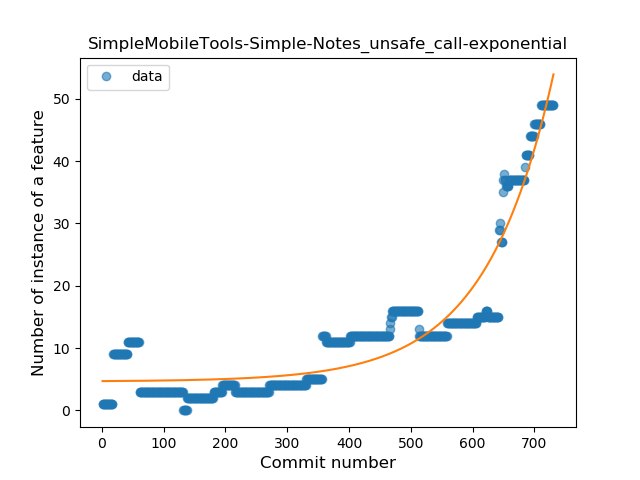 SimpleMobileTools-Simple-Notes_unsafe_call-exponential
data
Number of instance of a feature
50
40
30
20
10
0
0 100 200 300 400 500 600 700
Commit number